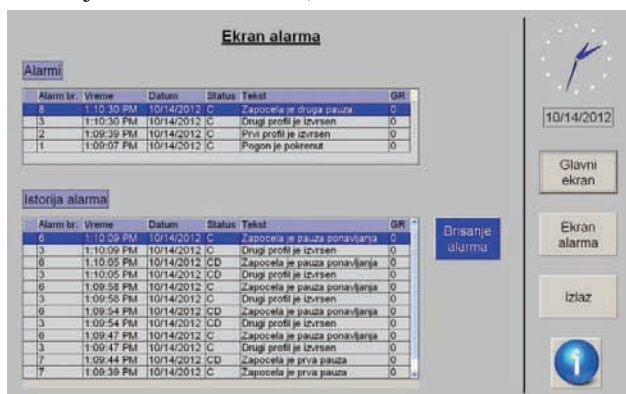 Ekran alarma
Alarmi
Alarm br. Vreme Datum Status Tekst GR
8 1:10:30 PM 10/14/2012 C Zapocela je druga pauza 0
3 1:10:30 PM 10/14/2012 C Drugi profil je izvrsen 0
2 1:09:39 PM 10/14/2012 C Prvi profil je izvrsen 0
1 1:09:07 PM 10/14/2012 C Pogon je pokrenut 0
Istorija alarma
Alarm br. Vreme Datum Status Tekst GR
6 1:10:09 PM 10/14/2012 C Zapocela je pauza ponavljanja 0
3 1:10:09 PM 10/14/2012 C Drugi profil je izvrsen 0
6 1:10:05 PM 10/14/2012 CD Zapocela je pauza ponavljanja 0
3 1:10:05 PM 10/14/2012 CD Drugi profil je izvrsen 0
6 1:09:58 PM 10/14/2012 C Zapocela je pauza ponavljanja 0
3 1:09:58 PM 10/14/2012 C Drugi profil je izvrsen 0
6 1:09:54 PM 10/14/2012 CD Zapocela je pauza ponavljanja 0
3 1:09:54 PM 10/14/2012 CD Drugi profil je izvrsen 0
6 1:09:47 PM 10/14/2012 C Zapocela je pauza ponavljanja 0
3 1:09:47 PM 10/14/2012 C Drugi profil je izvrsen 0
7 1:09:44 PM 10/14/2012 CD Zapocela je prva pauza 0
7 1:09:39 PM 10/14/2012 C Zapocela je prva pauza 0
Brisanje
alarma
10/14/2012
Glavni
ekran
Ekran
alarma
Izlaz
i